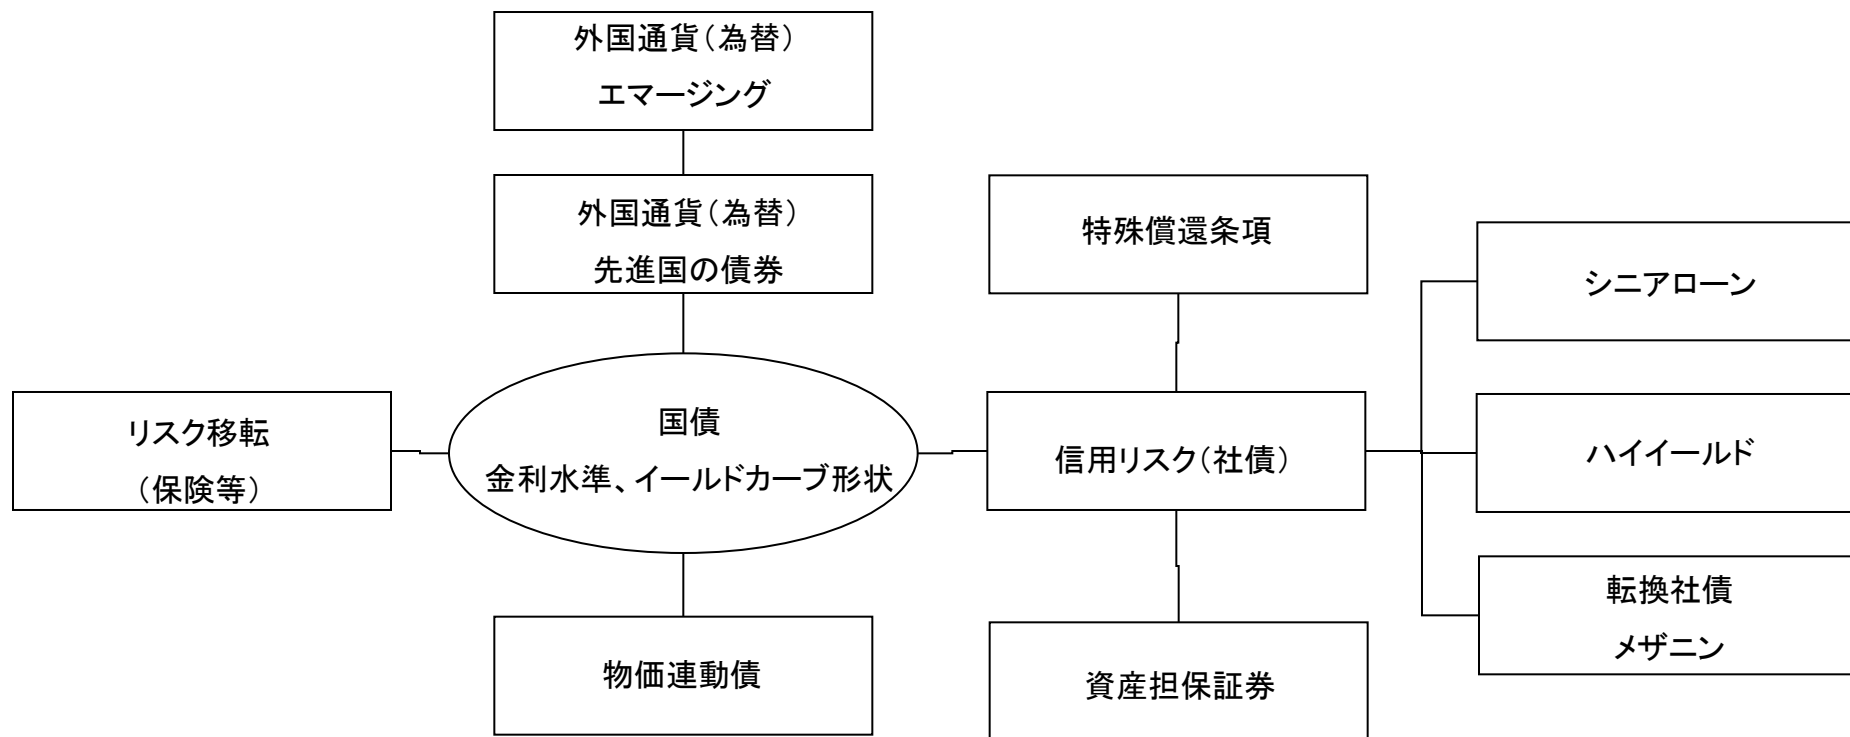 外国通貨（為替）
エマージング
外国通貨（為替）
先進国の債券
特殊償還条項
シニアローン
リスク移転
（保険等）
国債
金利水準、イールドカーブ形状
信用リスク（社債）
ハイイールド
転換社債
メザニン
物価連動債
資産担保証券